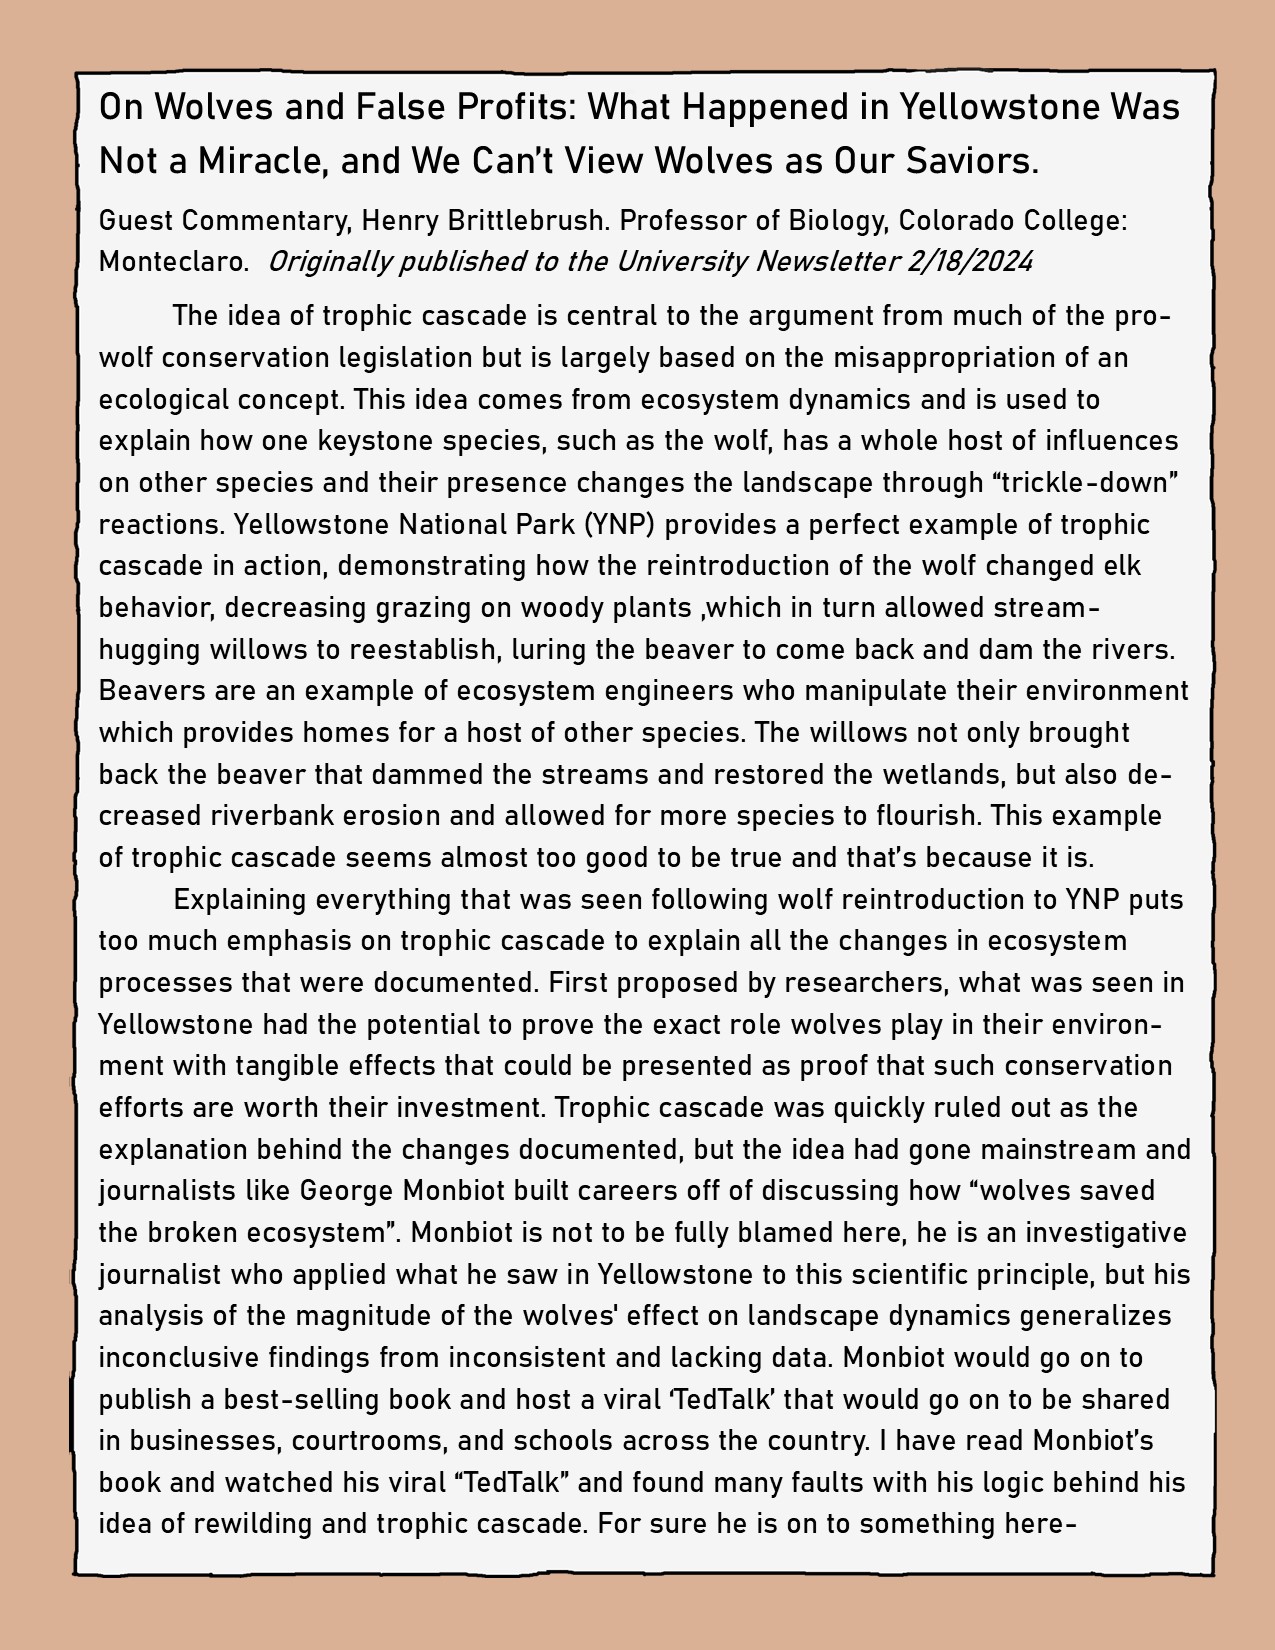 On Wolves and False Profits: What Happened in Yellowstone Was
Not a Miracle, and We Can't View Wolves as Our Saviors.
Guest Commentary, Henry Brittlebrush. Professor of Biology, Colorado College:
Monteclaro.  Originally published to the University Newsletter 2/18/2024
The idea of trophic cascade is central to the argument from much of the pro-
wolf conservation legislation but is largely based on the misappropriation of an
ecological concept. This idea comes from ecosystem dynamics and is used to
explain how one keystone species, such as the wolf, has a whole host of influences
on other species and their presence changes the landscape through “trickle-down”
reactions. Yellowstone National Park (YNP) provides a perfect example of trophic
cascade in action, demonstrating how the reintroduction of the wolf changed elk
behavior, decreasing grazing on woody plants ,which in turn allowed stream-
hugging willows to reestablish, luring the beaver to come back and dam the rivers.
Beavers are an example of ecosystem engineers who manipulate their environment
which provides homes for a host of other species. The willows not only brought
back the beaver that dammed the streams and restored the wetlands, but also de-
creased riverbank erosion and allowed for more species to flourish. This example
of trophic cascade seems almost too good to be true and that's because it is.
Explaining everything that was seen following wolf reintroduction to YNP puts
too much emphasis on trophic cascade to explain all the changes in ecosystem
processes that were documented. First proposed by researchers, what was seen in
Yellowstone had the potential to prove the exact role wolves play in their environ-
ment with tangible effects that could be presented as proof that such conservation
efforts are worth their investment. Trophic cascade was quickly ruled out as the
explanation behind the changes documented, but the idea had gone mainstream and
journalists like George Monbiot built careers off of discussing how “wolves saved
the broken ecosystem”. Monbiot is not to be fully blamed here, he is an investigative
journalist who applied what he saw in Yellowstone to this scientific principle, but his
analysis of the magnitude of the wolves' effect on landscape dynamics generalizes
inconclusive findings from inconsistent and lacking data. Monbiot would go on to
publish a best-selling book and host a viral ‘TedTalk’ that would go on to be shared
in businesses, courtrooms, and schools across the country. I have read Monbiot’s
book and watched his viral “TedTalk” and found many faults with his logic behind his
idea of rewilding and trophic cascade. For sure he is on to something here-